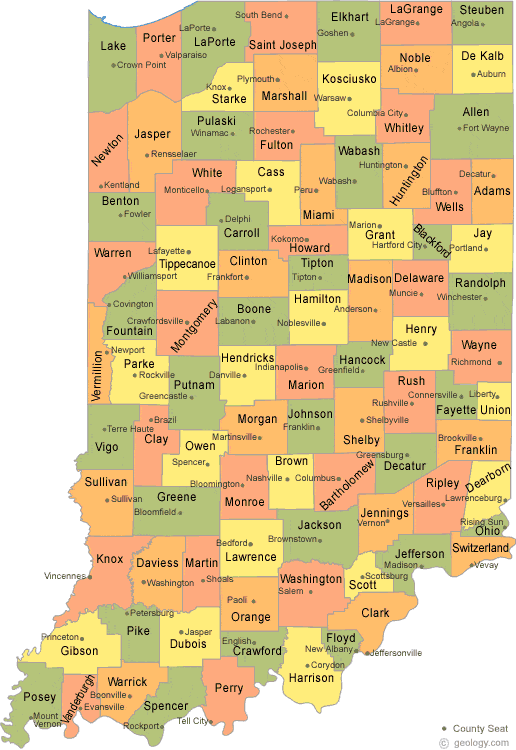 Lake
Crown Point
Porter
Valparaiso
LaPorte
LaPorte
South Bend
Saint Joseph
Elkhart
Goshen
LaGrange
LaGrange
Steuben
Angola
Noble
Albion
De Kalb
Auburn
Knox
Starke
Plymouth
Marshall
Kosciusko
Warsaw
Columbia City
Whitley
Allen
Fort Wayne
Newton
Kentland
Jasper
Rensselaer
Pulaski
Winamac
Rochester
Fulton
Wabash
Wabash
Huntington
Huntington
Decatur
Adams
Bluffton
Wells
White
Monticello
Cass
Logansport
Peru
Miami
Benton
Fowler
Delphi
Carroll
Kokomo
Howard
Marion
Grant
Hartford City
Blackford
Jay
Portland
Warren
Williamsport
Lafayette
Tippecanoe
Clinton
Frankfort
Tipton
Tipton
Madison
Anderson
Delaware
Muncie
Randolph
Winchester
Covington
Fountain
Crawfordsville
Montgomery
Boone
Labanon
Hamilton
Noblesville
Henry
New Castle
Wayne
Richmond
Vermillion
Newport
Parke
Rockville
Putnam
Greencastle
Hendricks
Danville
Indianapolis
Marion
Hancock
Greenfield
Rush
Rushville
Connersville
Fayette
Liberty
Union
Terre Haute
Vigo
Brazil
Clay
Owen
Spencer
Morgan
Martinsville
Johnson
Franklin
Shelby
Shelbyville
Brookville
Franklin
Greensburg
Decatur
Sullivan
Sullivan
Greene
Bloomfield
Bloomington
Monroe
Brown
Nashville
Columbus
Bartholomew
Jennings
Vernon
Ripley
Versailles
Dearborn
Lawrenceburg
Rising Sun
Ohio
Switzerland
Vevay
Jackson
Brownstown
Jefferson
Madison
Knox
Vincennes
Daviess
Washington
Martin
Shoals
Bedford
Lawrence
Washington
Salem
Scott
Scottsburg
Clark
Jeffersonville
Paoli
Orange
Petersburg
Pike
Jasper
Dubois
Princeton
Gibson
English
Crawford
Floyd
New Albany
Corydon
Harrison
Posey
Mount
Vernon
Vanderburgh
Evansville
Warrick
Boonville
Spencer
Rockport
Perry
Tell City
County Seat
© geology.com